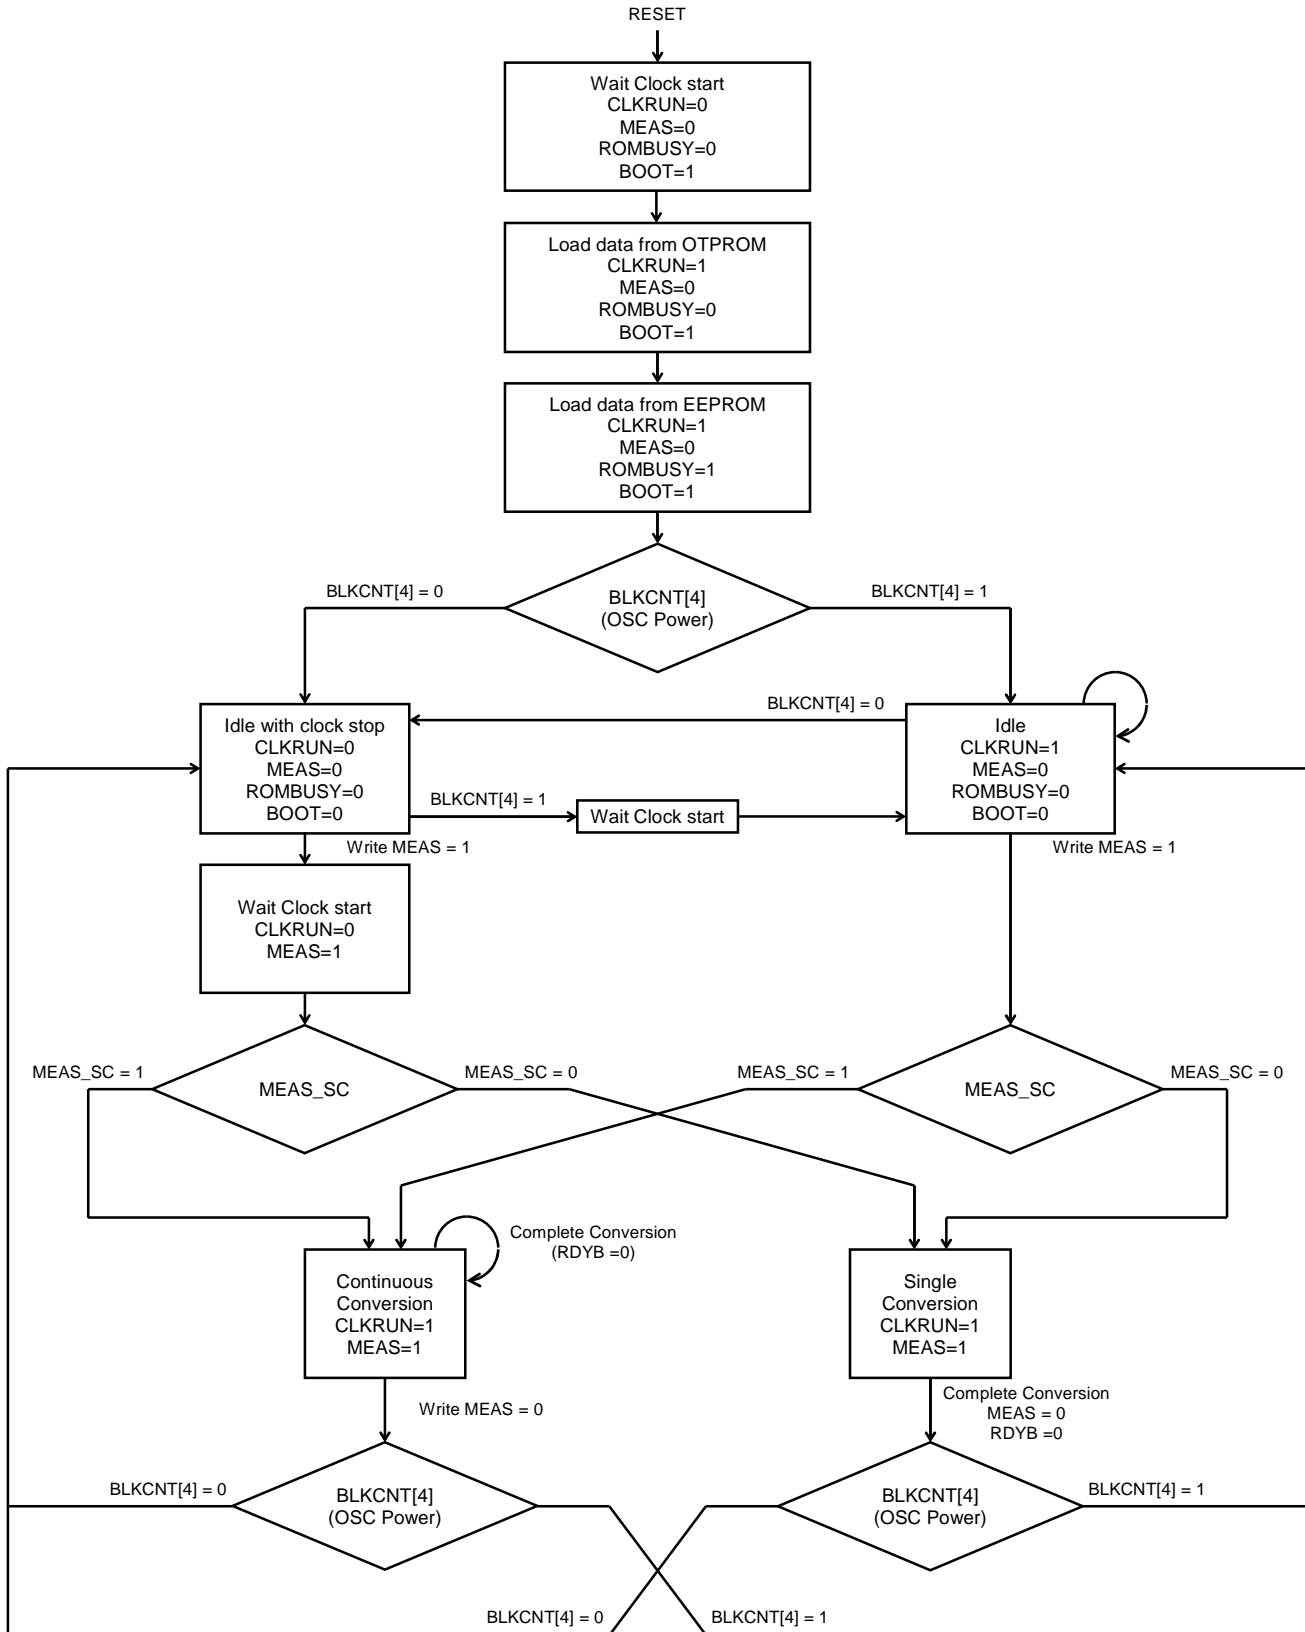 RESET
Wait Clock start
CLKRUN=0
MEAS=0
ROMBUSY=0
BOOT=1
Load data from OTPROM
CLKRUN=1
MEAS=0
ROMBUSY=0
BOOT=1
Load data from EEPROM
CLKRUN=1
MEAS=0
ROMBUSY=1
BOOT=1
BLKCNT[4] = 0
BLKCNT[4]
(OSC Power)
BLKCNT[4] = 1
Idle with clock stop
CLKRUN=0
MEAS=0
ROMBUSY=0
BOOT=0
BLKCNT[4] = 0
BLKCNT[4] = 1
Wait Clock start
Idle
CLKRUN=1
MEAS=0
ROMBUSY=0
BOOT=0
Write MEAS = 1
Write MEAS = 1
Wait Clock start
CLKRUN=0
MEAS=1
MEAS_SC = 1
MEAS_SC
MEAS_SC = 0
MEAS_SC = 1
MEAS_SC
MEAS_SC = 0
Continuous
Conversion
CLKRUN=1
MEAS=1
Complete Conversion
(RDYB =0)
Single
Conversion
CLKRUN=1
MEAS=1
Write MEAS = 0
Complete Conversion
MEAS = 0
RDYB =0
BLKCNT[4] = 0
BLKCNT[4]
(OSC Power)
BLKCNT[4]
(OSC Power)
BLKCNT[4] = 1
BLKCNT[4] = 0
BLKCNT[4] = 1